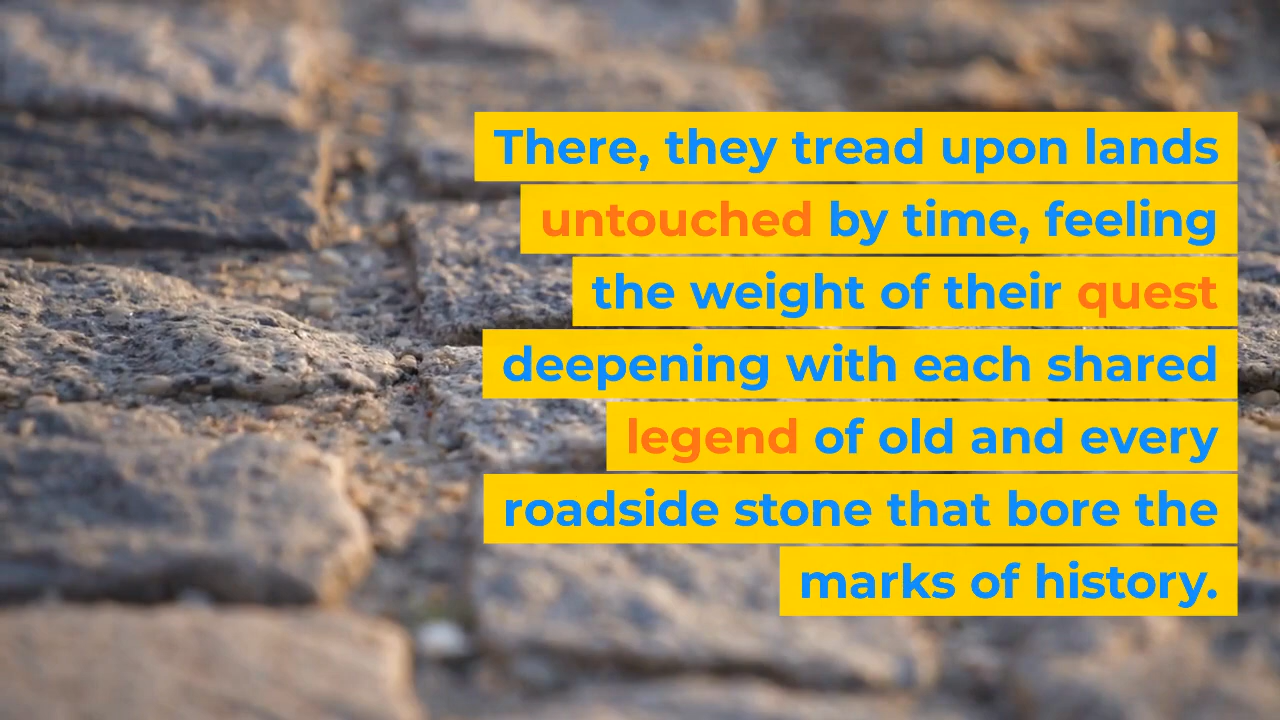 There, they tread upon lands
untouched by time, feeling
the weight of their quest
deepening with each shared
legend of old and every
roadside stone that bore the
marks of history.